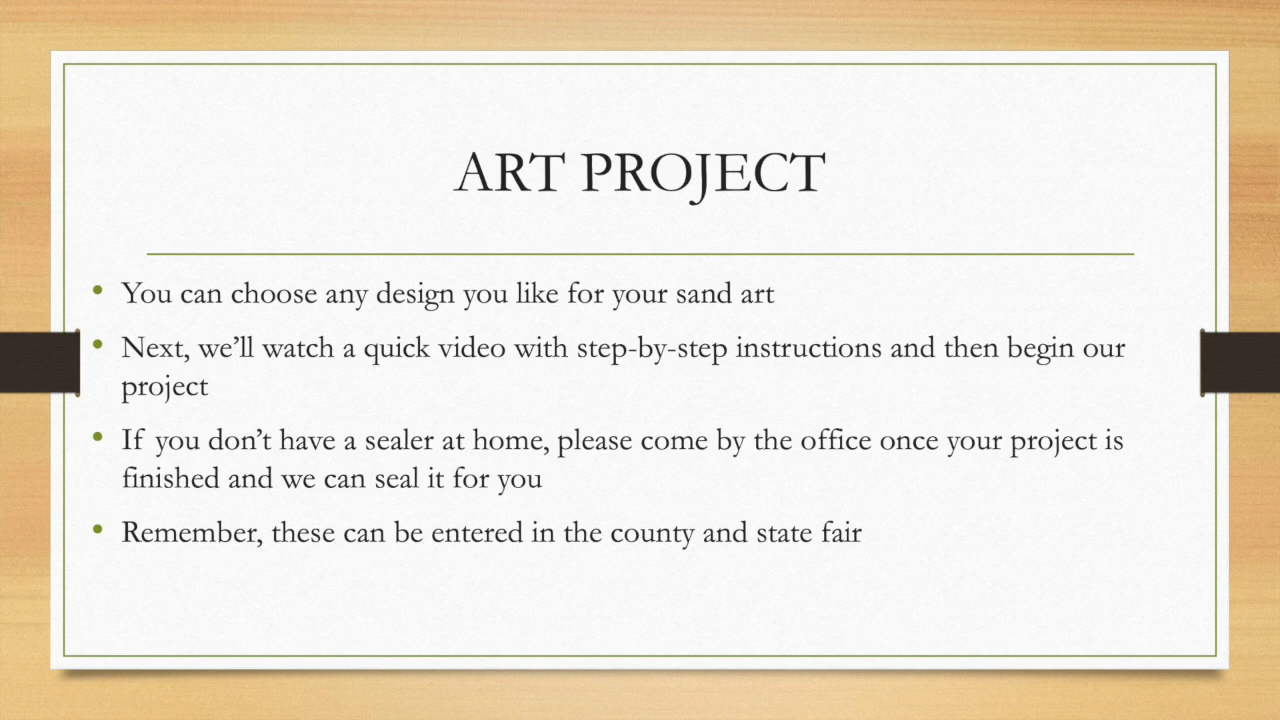 ART PROJECT
• You can choose any design you like for your sand art
• Next, we’ll watch a quick video with step-by-step instructions and then begin our
project
• If you don’t have a sealer at home, please come by the office once your project is
finished and we can seal it for you
• Remember, these can be entered in the county and state fair